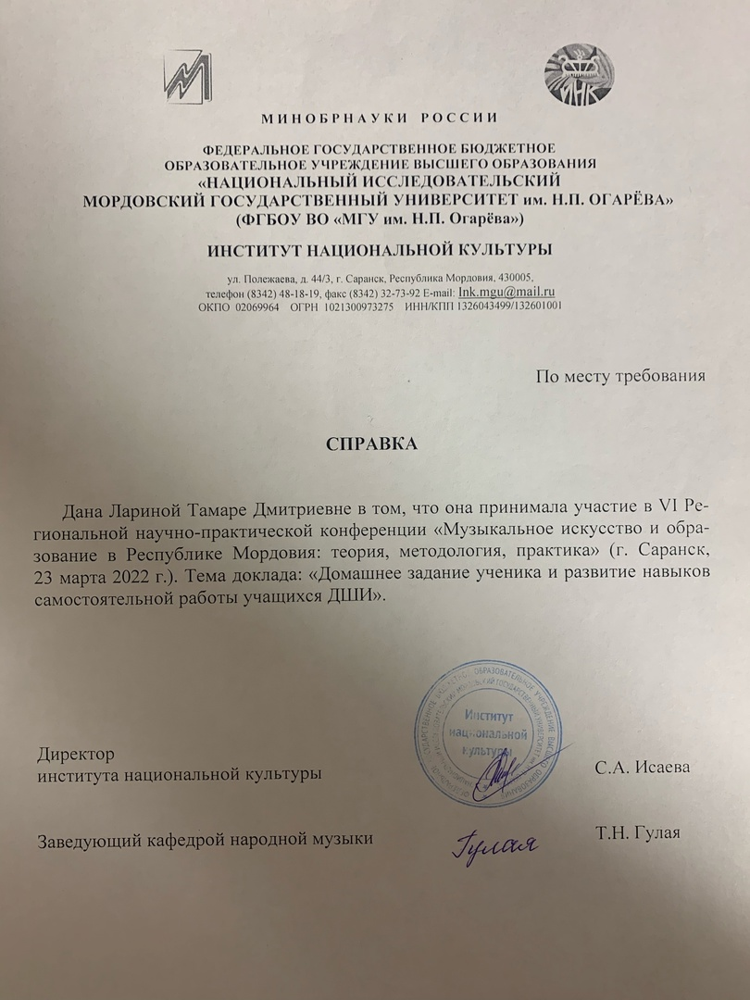 ИНК
МИНОБРНАУКИ РОССИИ
ФЕДЕРАЛЬНОЕ ГОСУДАРСТВЕННОЕ БЮДЖЕТНОЕ
ОБРАЗОВАТЕЛЬНОЕ УЧРЕЖДЕНИЕ ВЫСШЕГО ОБРАЗОВАНИЯ
«НАЦИОНАЛЬНЫЙ ИССЛЕДОВАТЕЛЬСКИЙ
МОРДОВСКИЙ ГОСУДАРСТВЕННЫЙ УНИВЕРСИТЕТ им. Н.П. ОГАРЁВА»
(ФГБОУ ВО «МГУ им. Н.П. Огарёва»)
ИНСТИТУТ НАЦИОНАЛЬНОЙ КУЛЬТУРЫ
ул. Полежаева, д. 44/3, г. Саранск, Республика Мордовия, 430005,
телефон (8342) 48-18-19, факс (8342) 32-73-92 E-mail: Ink.mgu@mail.ru
ОКПО 02069964 ОГРН 1021300973275 ИНН/КПП 1326043499/132601001
По месту требования
СПРАВКА
Дана Лариной Тамаре Дмитриевне в том, что она принимала участие в VI Ре-
гиональной научно-практической конференции «Музыкальное искусство и обра-
зование в Республике Мордовия: теория, методология, практика» (г. Саранск,
23 марта 2022 г.). Тема доклада: «Домашнее задание ученика и развитие навыков
самостоятельной работы учащихся ДШИ».
Институт
национальной
культуры
Директор
института национальной культуры С.А. Исаева
Заведующий кафедрой народной музыки Гулая Т.Н. Гулая